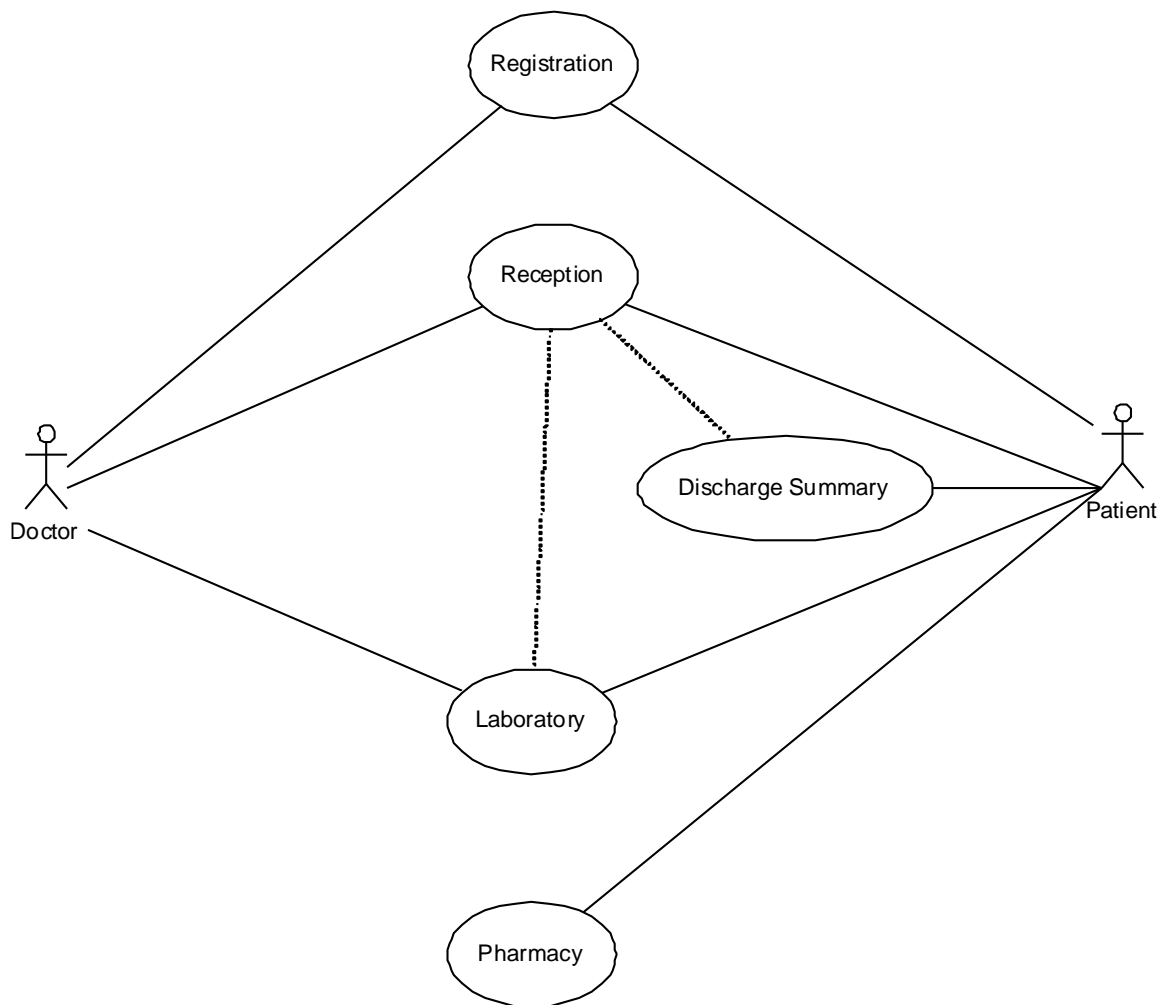 Registration
Reception
Discharge Summary
Doctor
Patient
Laboratory
Pharmacy